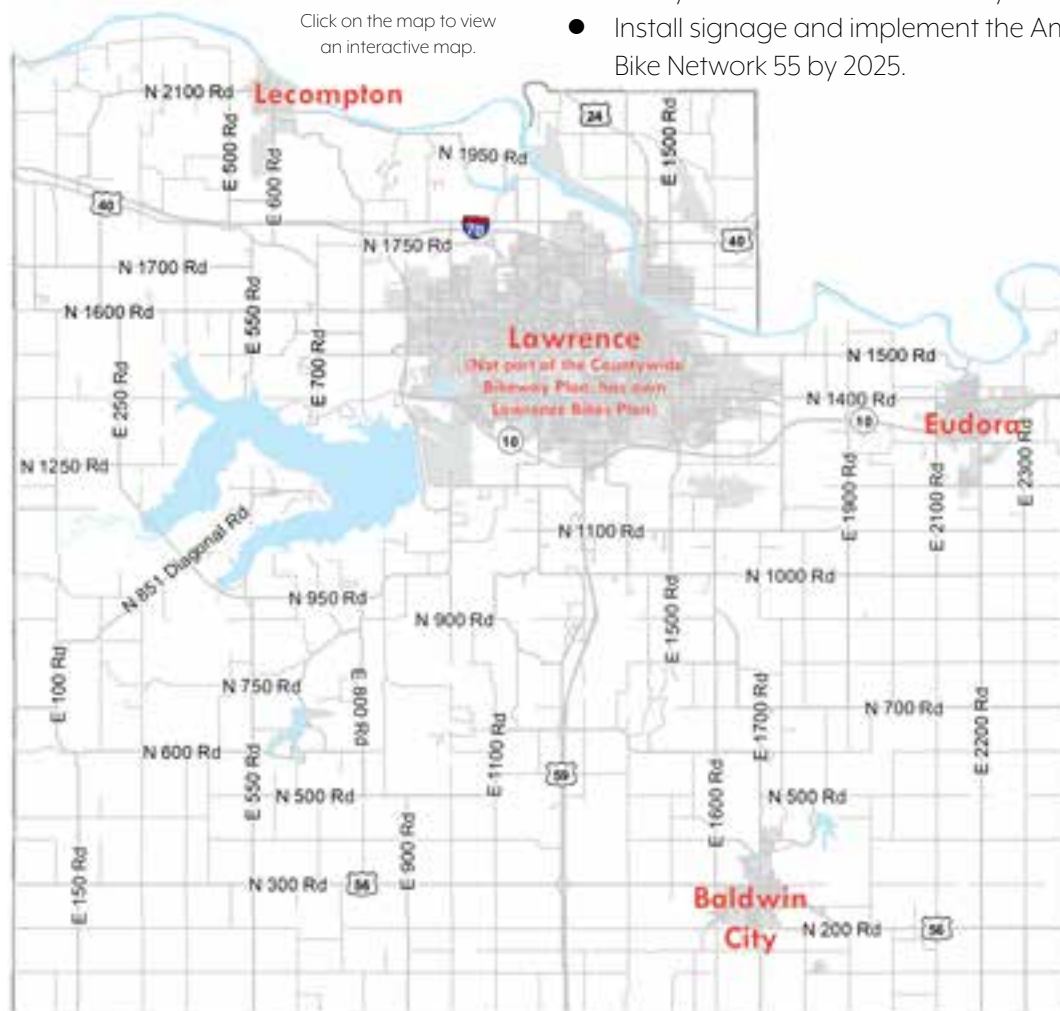 Click on the map to view
an interactive map.
● Install signage and implement the An
Bike Network 55 by 2025.
N 2100 Rd
Lecompton
24
E 500 Rd
E 600 Rd
N 1950 Rd
E 1500 Rd
40
70
40
N 1750 Rd
N 1700 Rd
N 1600 Rd
E 550 Rd
E 700 Rd
E 250 Rd
Lawrence
(Not part of the Countywide
Bikeway Plan, has own
Lawrence Bikes Plan)
N 1500 Rd
N 1400 Rd
10
Eudora
10
N 1250 Rd
E 1900 Rd
E 2100 Rd
E 2300 Rd
N 851 Diagonal Rd
N 1100 Rd
N 1000 Rd
N 950 Rd
N 900 Rd
E 1500 Rd
E 100 Rd
N 750 Rd
E 800 Rd
E 1700 Rd
N 700 Rd
E 2200 Rd
N 600 Rd
E 550 Rd
N 500 Rd
E 1100 Rd
59
E 1600 Rd
N 500 Rd
E 150 Rd
N 300 Rd
56
E 900 Rd
Baldwin
City
N 200 Rd
56